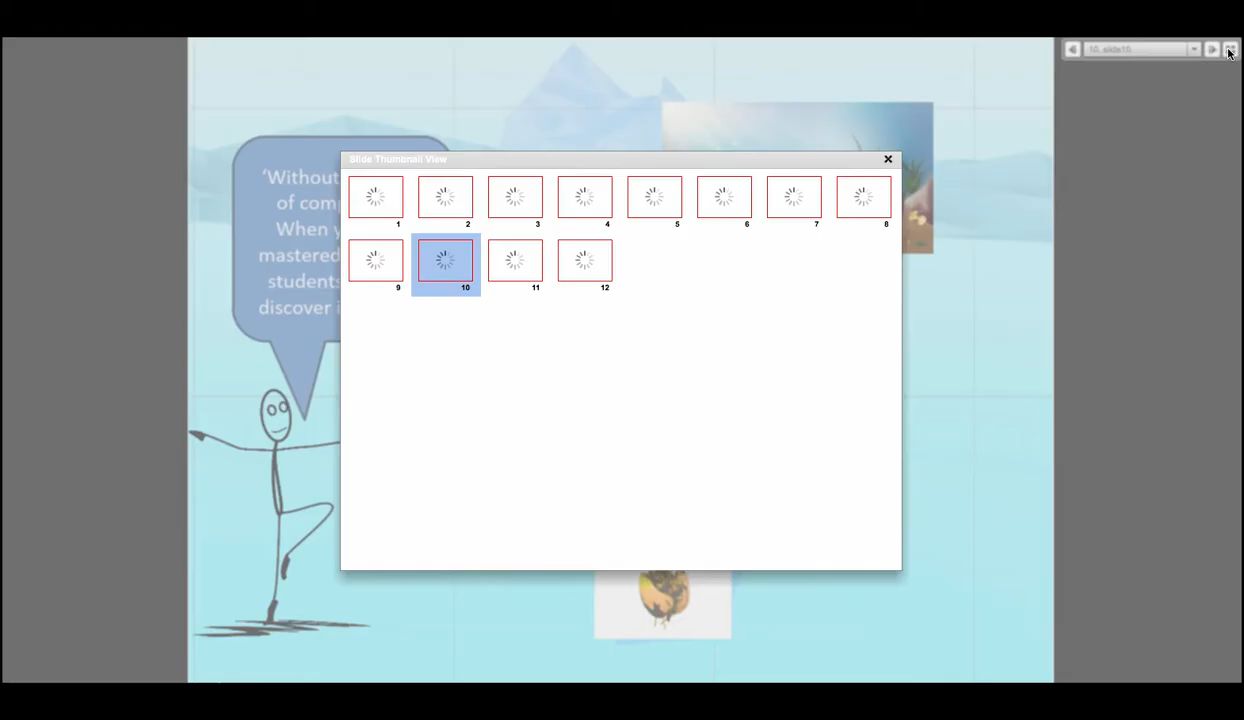 10. slide10
Slide Thumbnail View
1 2 3 4 5 6 7 8
9 10 11 12
'Without
of com
When y
mastered
students
discover i